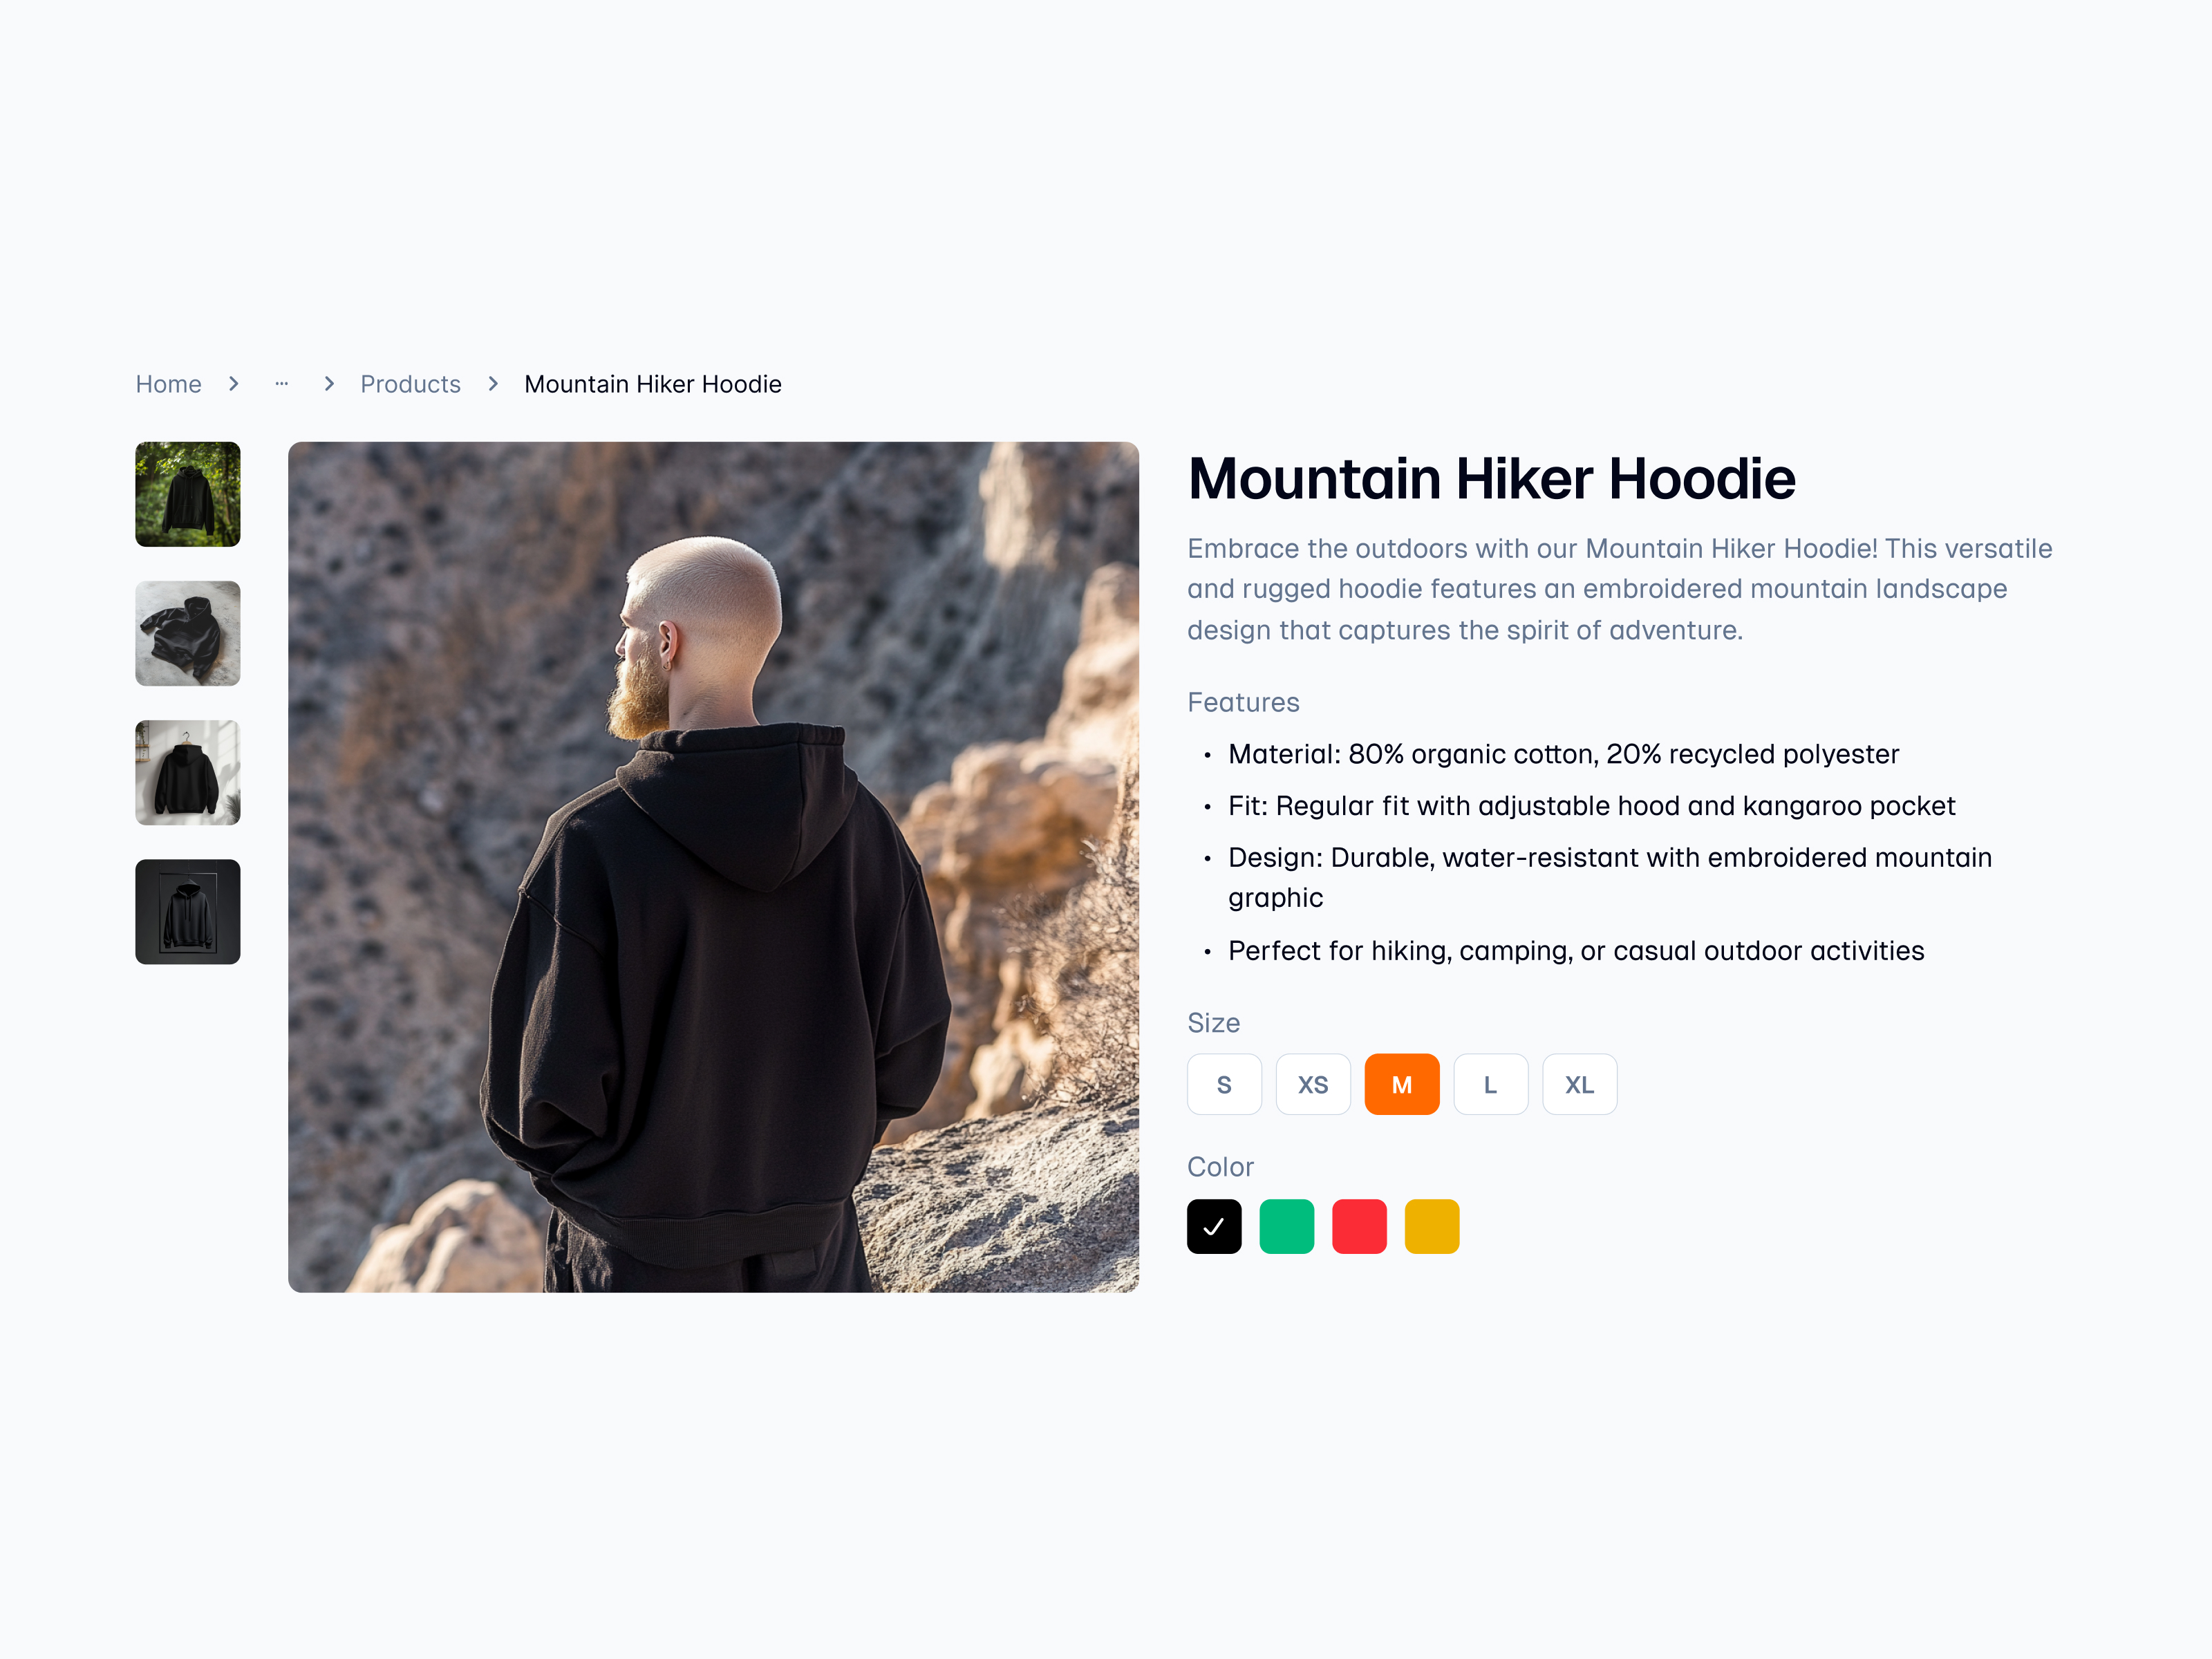 Home > ··· > Products > Mountain Hiker Hoodie
Mountain Hiker Hoodie
Embrace the outdoors with our Mountain Hiker Hoodie! This versatile
and rugged hoodie features an embroidered mountain landscape
design that captures the spirit of adventure.
Features
• Material: 80% organic cotton, 20% recycled polyester
• Fit: Regular fit with adjustable hood and kangaroo pocket
• Design: Durable, water-resistant with embroidered mountain
graphic
• Perfect for hiking, camping, or casual outdoor activities
Size
S XS M L XL
Color